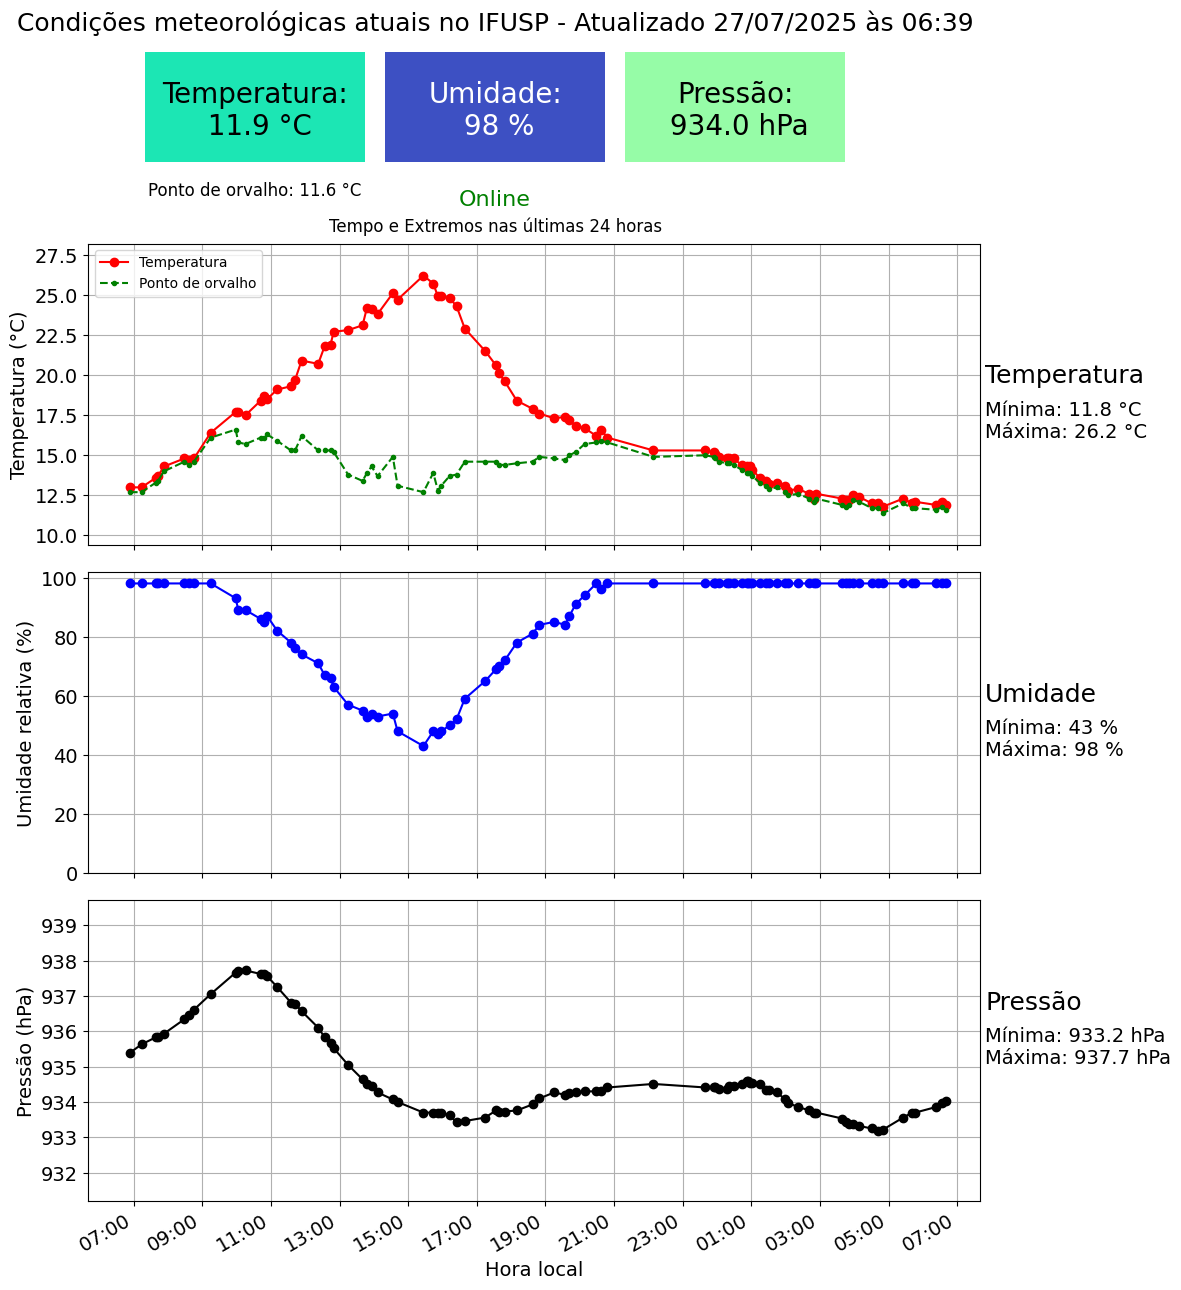 Condições meteorológicas atuais no IFUSP - Atualizado 27/07/2025 às 06:39
Temperatura:
11.9 °C
Umidade:
98 %
Pressão:
934.0 hPa
Ponto de orvalho: 11.6 °C
Online
Tempo e Extremos nas últimas 24 horas
Temperatura (°C)
27.5
25.0
22.5
20.0
17.5
15.0
12.5
10.0
Temperatura
Ponto de orvalho
Temperatura
Mínima: 11.8 °C
Máxima: 26.2 °C
Umidade relativa (%)
100
80
60
40
20
0
Umidade
Mínima: 43 %
Máxima: 98 %
Pressão (hPa)
939
938
937
936
935
934
933
932
Pressão
Mínima: 933.2 hPa
Máxima: 937.7 hPa
07:00 09:00 11:00 13:00 15:00 17:00 19:00 21:00 23:00 01:00 03:00 05:00 07:00
Hora local